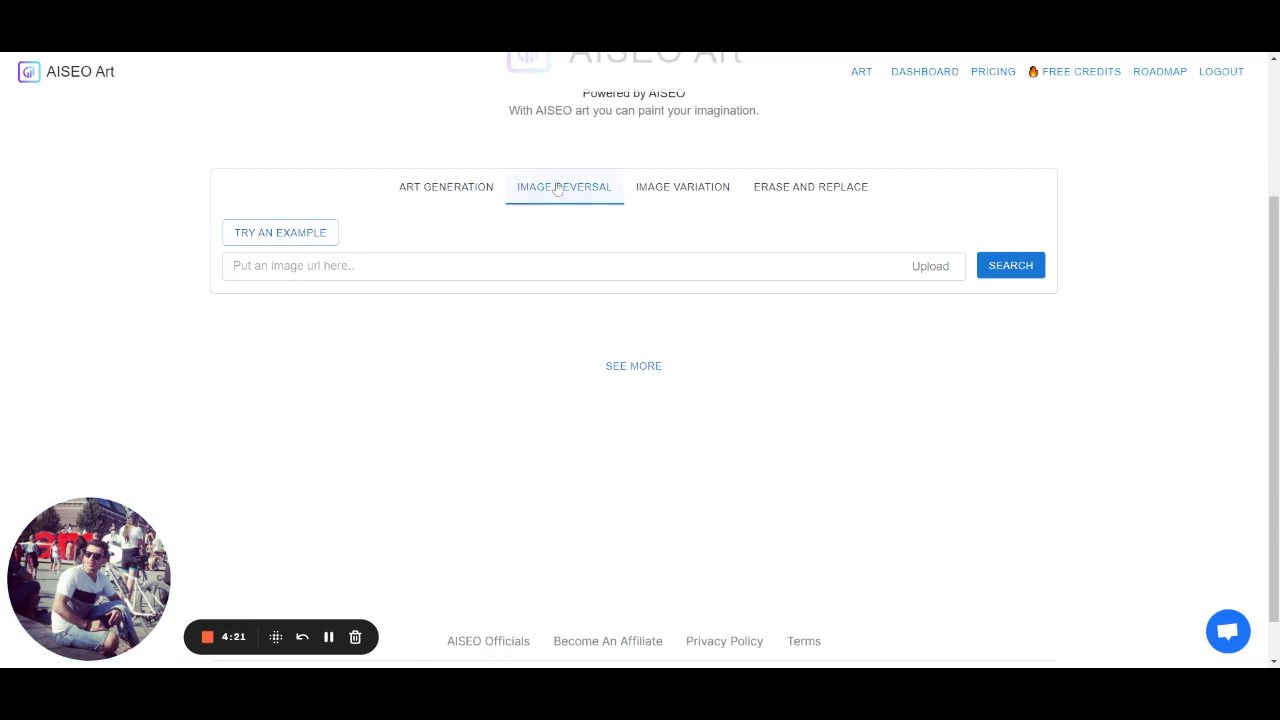 AISEO Art
AISEO Art
ART DASHBOARD PRICING 🔥 FREE CREDITS ROADMAP LOGOUT
Powered by AISEO
With AISEO art you can paint your imagination.
ART GENERATION IMAGE REVERSAL IMAGE VARIATION ERASE AND REPLACE
TRY AN EXAMPLE
Put an image url here.. Upload SEARCH
SEE MORE
4:21
AISEO Officials Become An Affiliate Privacy Policy Terms